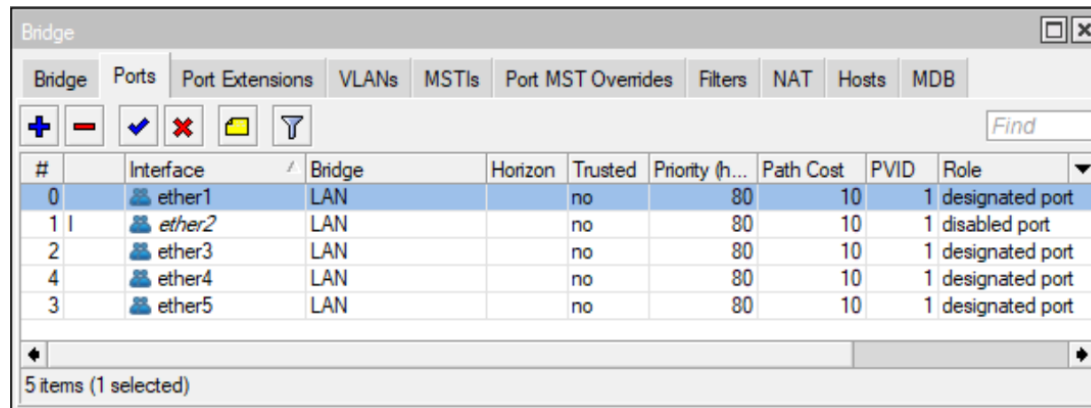 Bridge
Bridge Ports Port Extensions VLANs MSTIs Port MST Overrides Filters NAT Hosts MDB
Find
# Interface Bridge Horizon Trusted Priority (h... Path Cost PVID Role
0 ether1 LAN no 80 10 1 designated port
1 I ether2 LAN no 80 10 1 disabled port
2 ether3 LAN no 80 10 1 designated port
4 ether4 LAN no 80 10 1 designated port
3 ether5 LAN no 80 10 1 designated port
5 items (1 selected)